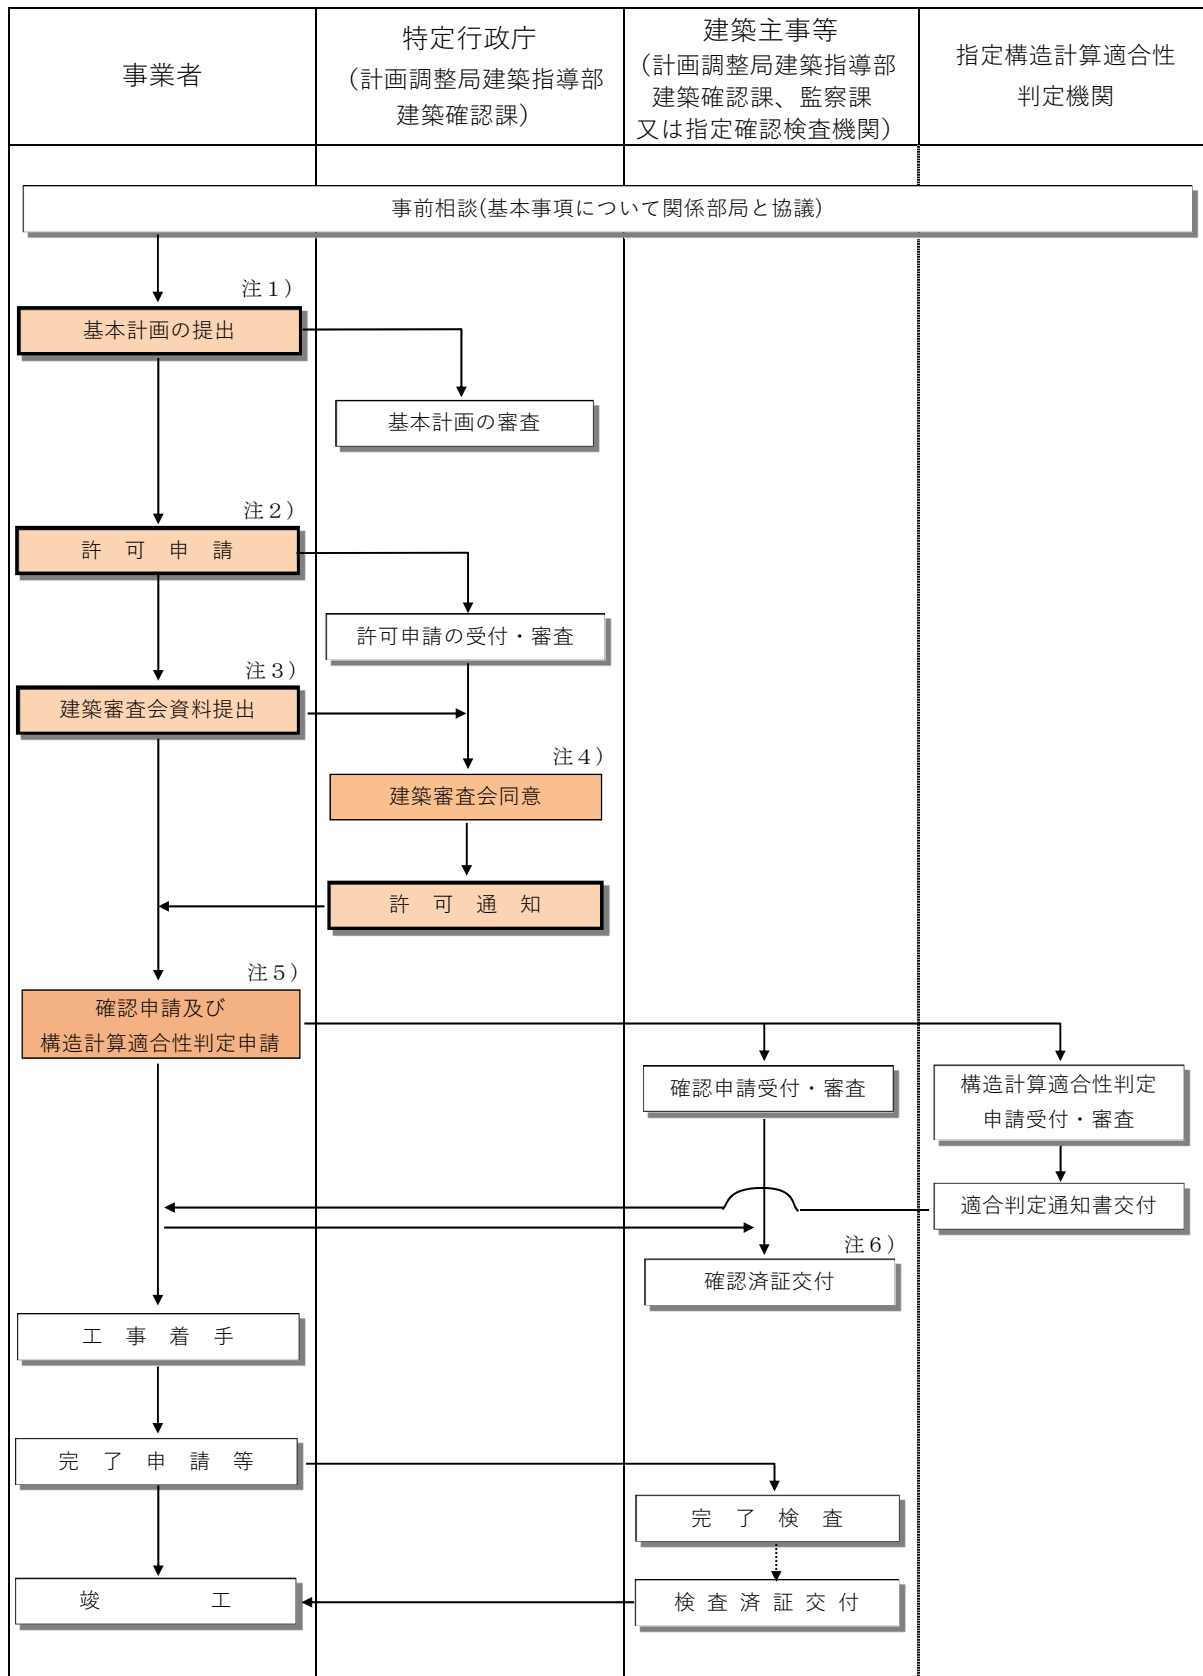 事業者
特定行政庁
(計画調整局建築指導部
建築確認課)
建築主事等
(計画調整局建築指導部
建築確認課、監察課
又は指定確認検査機関)
指定構造計算適合性
判定機関
事前相談(基本事項について関係部局と協議)
注１)
基本計画の提出
基本計画の審査
注２)
許可申請
許可申請の受付・審査
注３)
建築審査会資料提出
注４)
建築審査会同意
許可通知
注５)
確認申請及び
構造計算適合性判定申請
確認申請受付・審査
構造計算適合性判定
申請受付・審査
適合判定通知書交付
注６)
確認済証交付
工事着手
完了申請等
完了検査
竣工
検査済証交付